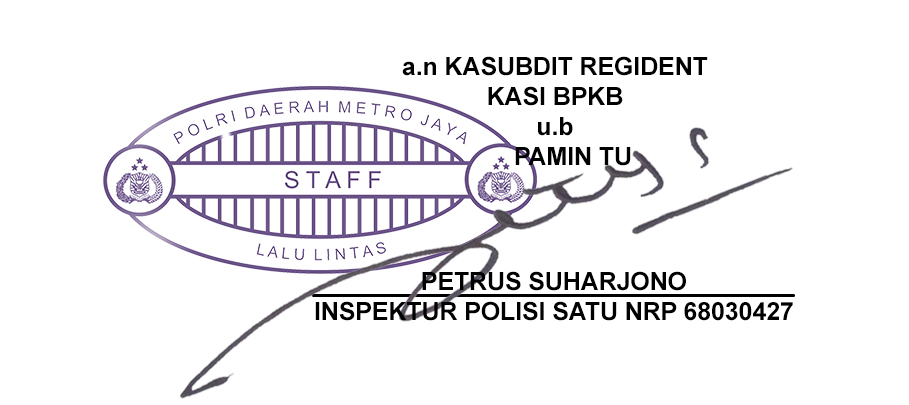 a.n KASUBDIT REGIDENT
KASI BPKB
u.b
PAMIN TU
POLRI DAERAH METRO JAYA
STAFF
LALU LINTAS
PETRUS SUHARJONO
INSPEKTUR POLISI SATU NRP 68030427